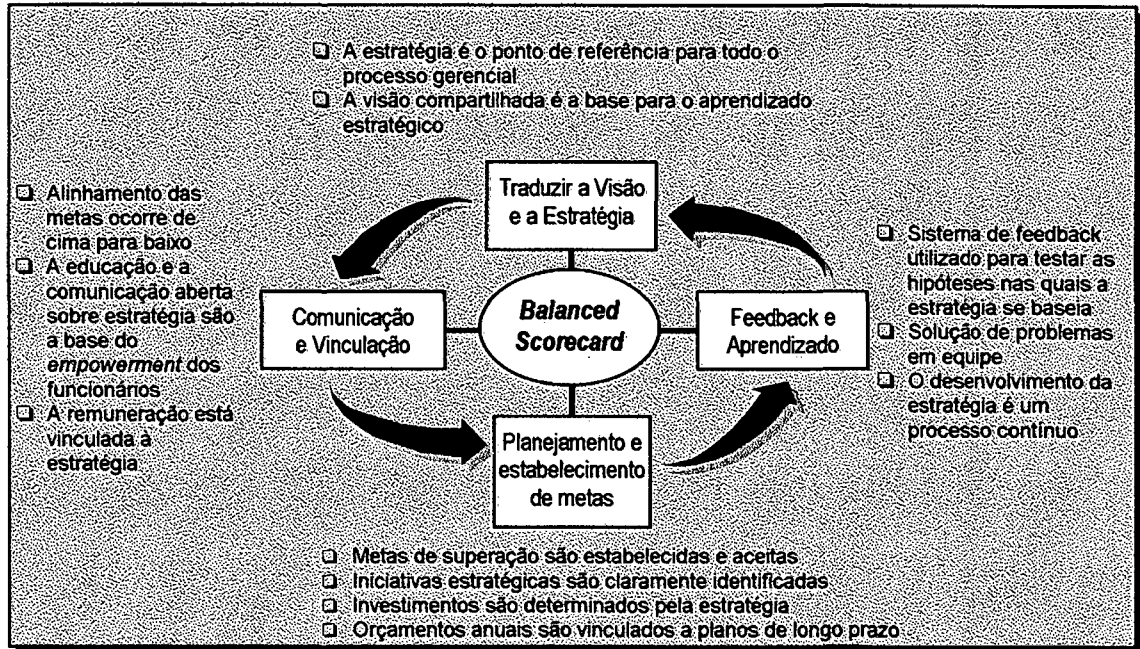 ❑ A estratégia é o ponto de referência para todo o
processo gerencial
❑ A visão compartilhada é a base para o aprendizado
estratégico
Traduzir a Visão
e a Estratégia
❑ Alinhamento das
metas ocorre de
cima para baixo
❑ A educação e a
comunicação aberta
sobre estratégia são
a base do
empowerment dos
funcionários
❑ A remuneração está
vinculada à
estratégia
Comunicação
e Vinculação
Balanced
Scorecard
Feedback e
Aprendizado
❑ Sistema de feedback
utilizado para testar as
hipóteses nas quais a
estratégia se baseia
❑ Solução de problemas
em equipe
❑ O desenvolvimento da
estratégia é um
processo contínuo
Planejamento e
estabelecimento
de metas
❑ Metas de superação são estabelecidas e aceitas
❑ Iniciativas estratégicas são claramente identificadas
❑ Investimentos são determinados pela estratégia
❑ Orçamentos anuais são vinculados a planos de longo prazo